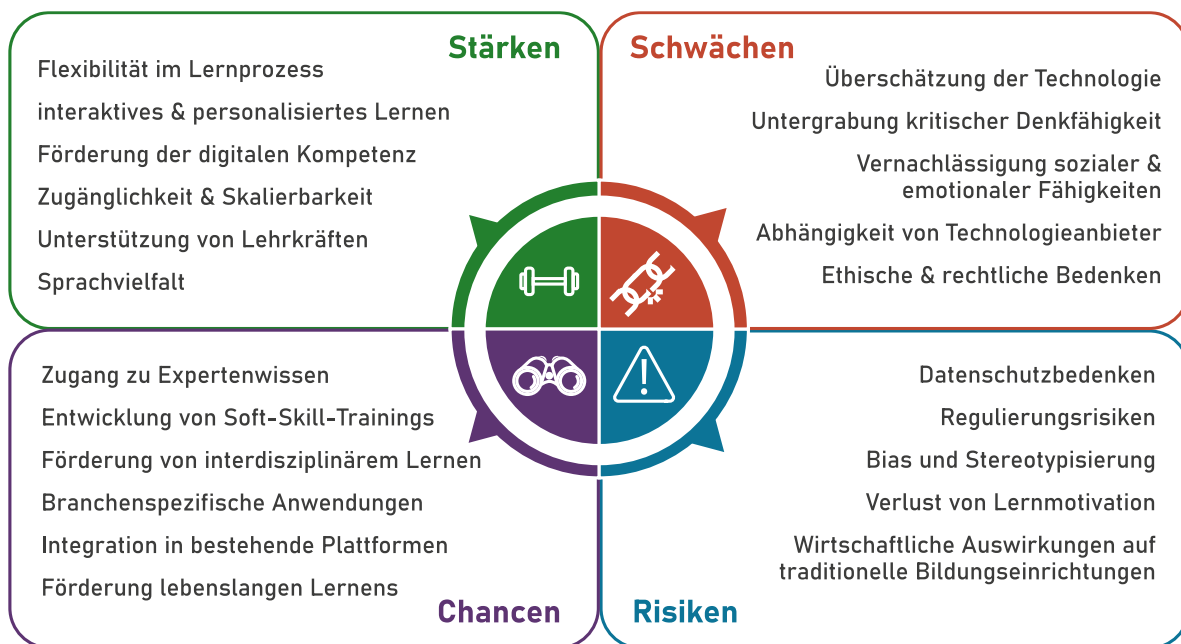 Stärken
Flexibilität im Lernprozess
interaktives & personalisiertes Lernen
Förderung der digitalen Kompetenz
Zugänglichkeit & Skalierbarkeit
Unterstützung von Lehrkräften
Sprachvielfalt
Schwächen
Überschätzung der Technologie
Untergrabung kritischer Denkfähigkeit
Vernachlässigung sozialer &
emotionaler Fähigkeiten
Abhängigkeit von Technologieanbieter
Ethische & rechtliche Bedenken
Zugang zu Expertenwissen
Entwicklung von Soft-Skill-Trainings
Förderung von interdisziplinärem Lernen
Branchenspezifische Anwendungen
Integration in bestehende Plattformen
Förderung lebenslangen Lernens
Chancen
Datenschutzbedenken
Regulierungsrisiken
Bias und Stereotypisierung
Verlust von Lernmotivation
Wirtschaftliche Auswirkungen auf
traditionelle Bildungseinrichtungen
Risiken